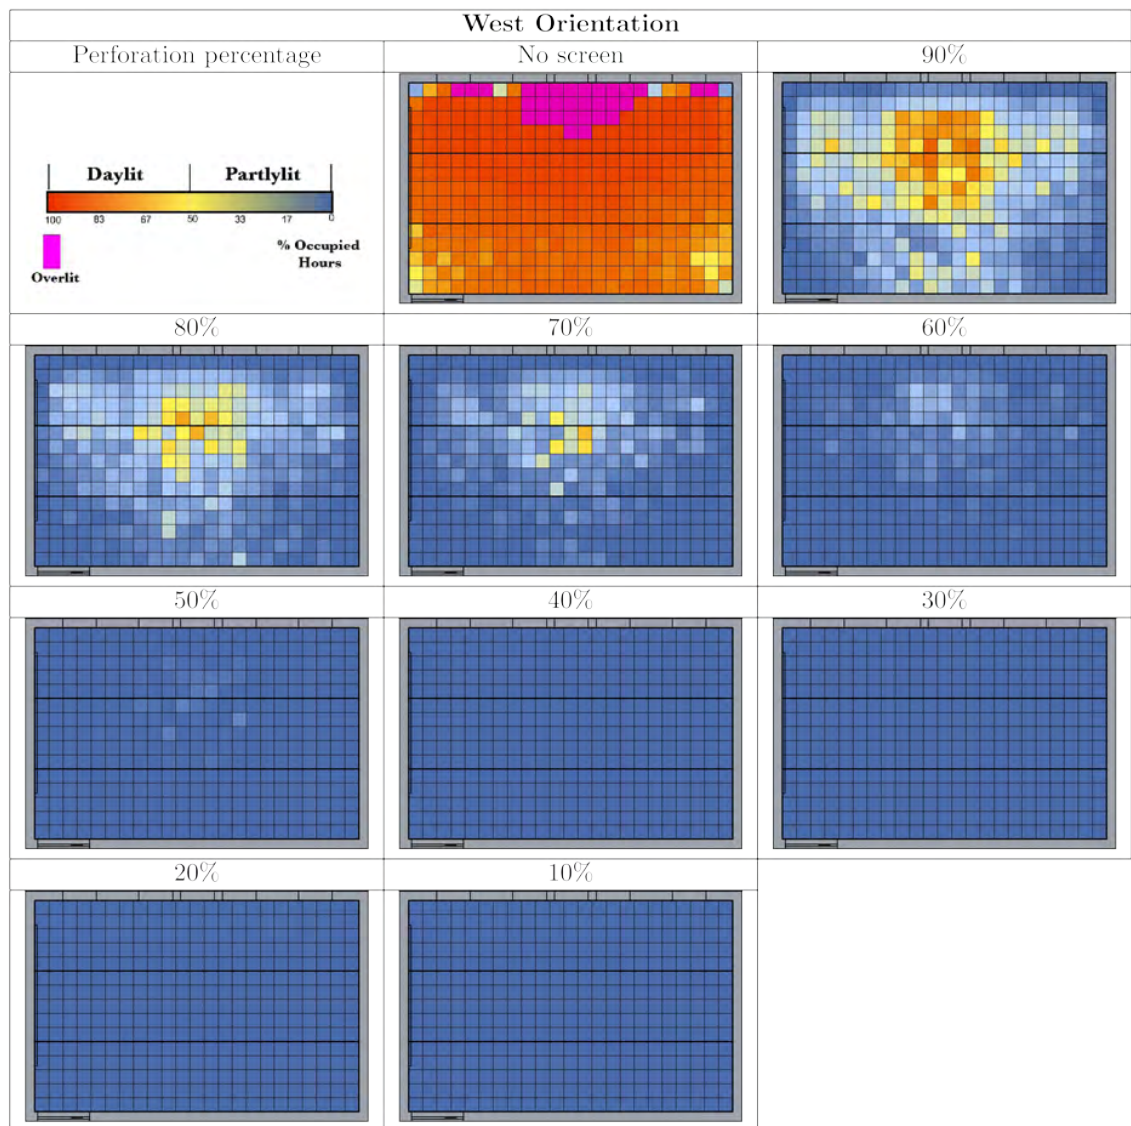 West Orientation
Perforation percentage
No screen
90%
Daylit
Partlylit
100 83 67 50 33 17 0
% Occupied
Hours
Overlit
80%
70%
60%
50%
40%
30%
20%
10%